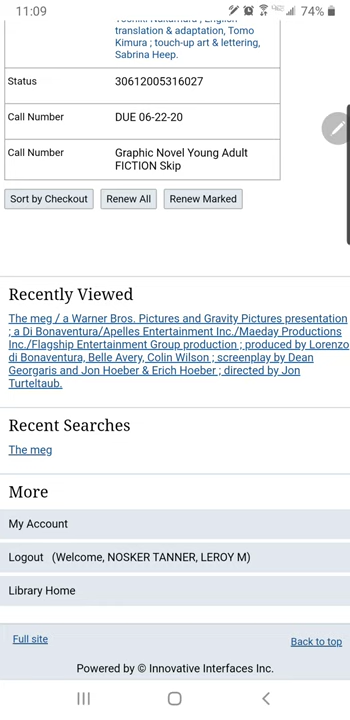 11:09
74%
Yoshiki Nakamura ; English
translation & adaptation, Tomo
Kimura ; touch-up art & lettering,
Sabrina Heep.
Status 30612005316027
Call Number DUE 06-22-20
Call Number Graphic Novel Young Adult
FICTION Skip
Sort by Checkout Renew All Renew Marked
Recently Viewed
The meg / a Warner Bros. Pictures and Gravity Pictures presentation
; a Di Bonaventura/Apelles Entertainment Inc./Maeday Productions
Inc./Flagship Entertainment Group production ; produced by Lorenzo
di Bonaventura, Belle Avery, Colin Wilson ; screenplay by Dean
Georgaris and Jon Hoeber & Erich Hoeber ; directed by Jon
Turteltaub.
Recent Searches
The meg
More
My Account
Logout (Welcome, NOSKER TANNER, LEROY M)
Library Home
Full site Back to top
Powered by © Innovative Interfaces Inc.